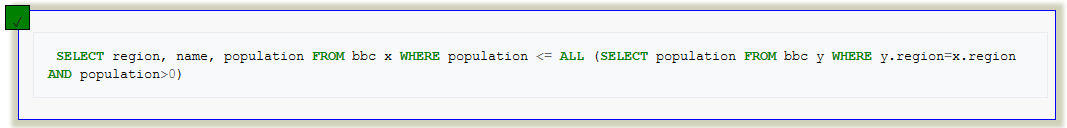 ✓
SELECT region, name, population FROM bbc x WHERE population <= ALL (SELECT population FROM bbc y WHERE y.region=x.region
AND population>0)